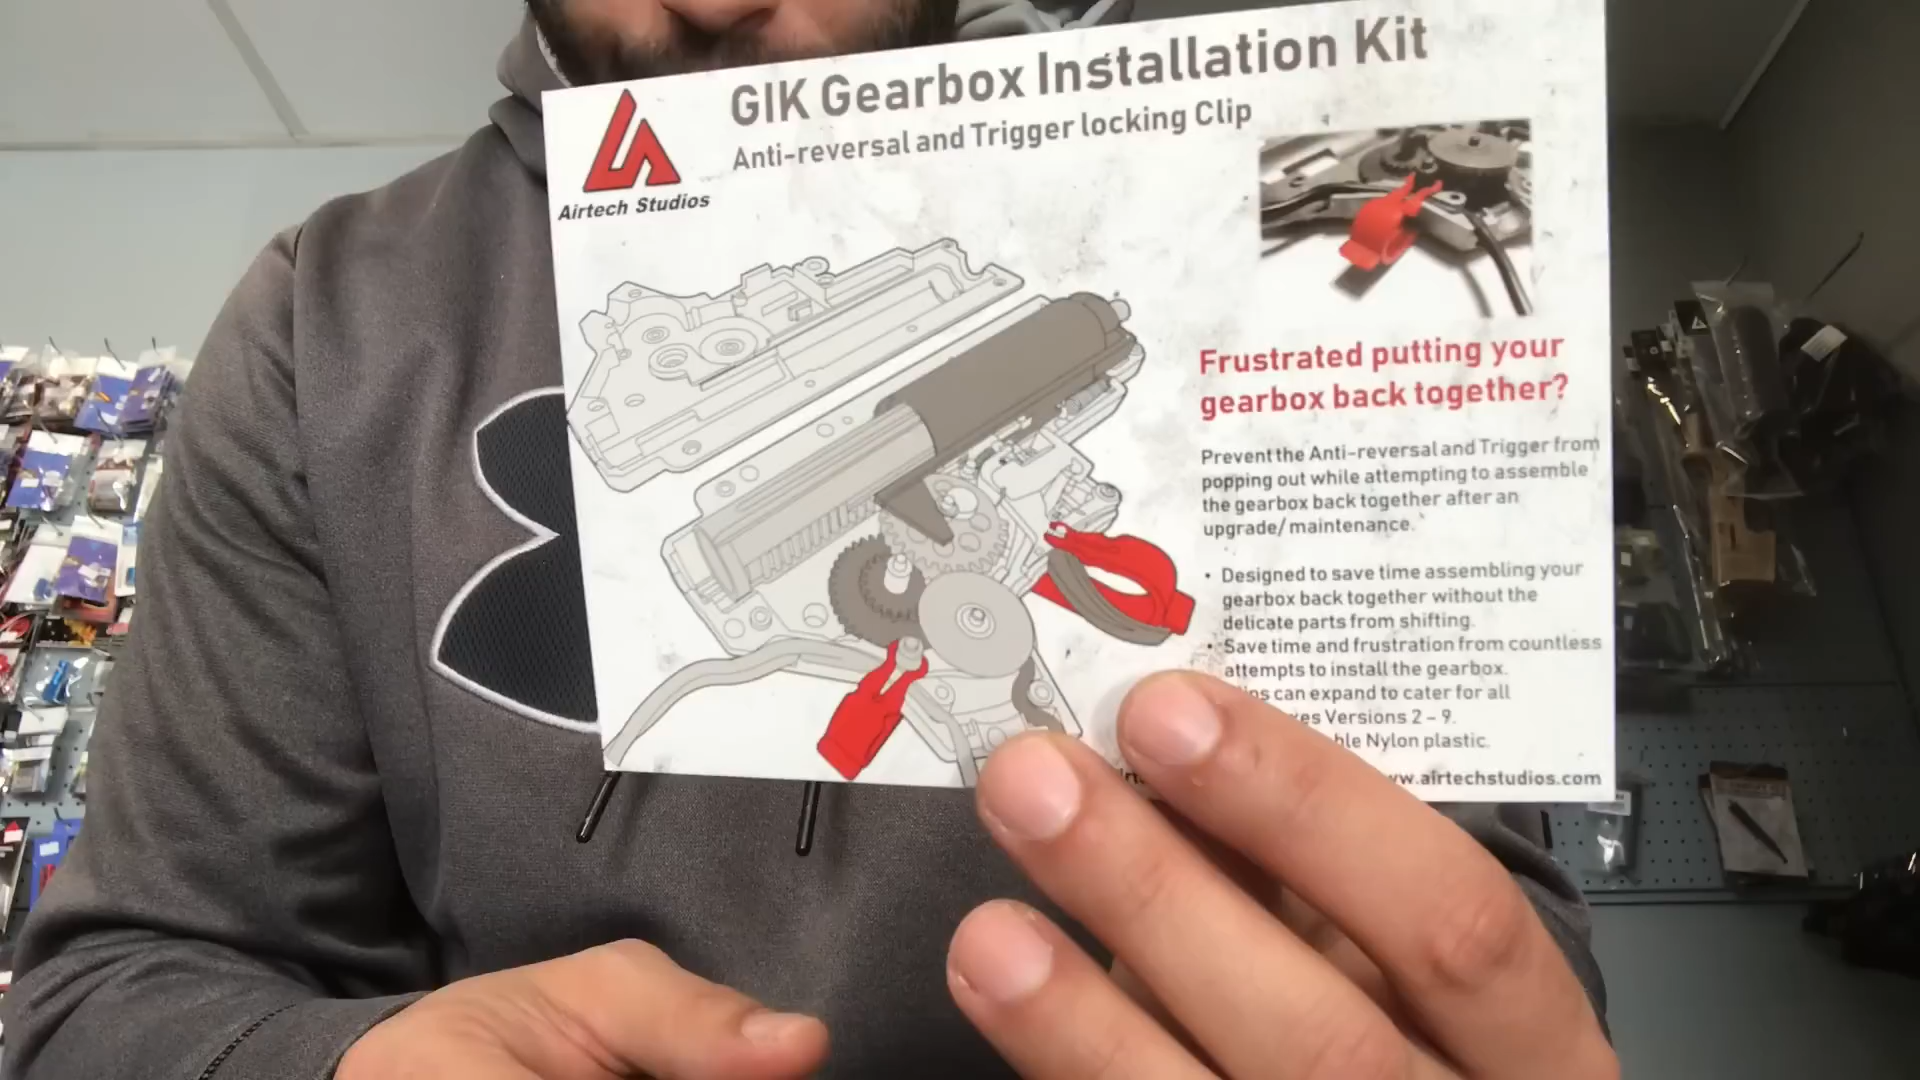 GIK Gearbox Installation Kit
Anti-reversal and Trigger locking Clip
Airtech Studios
Frustrated putting your
gearbox back together?
Prevent the Anti-reversal and Trigger from
popping out while attempting to assemble
the gearbox back together after an
upgrade/ maintenance.
• Designed to save time assembling your
gearbox back together without the
delicate parts from shifting.
• Save time and frustration from countless
attempts to install the gearbox.
can expand to cater for all
Versions 2 - 9.
Nylon plastic.
www.airtechstudios.com